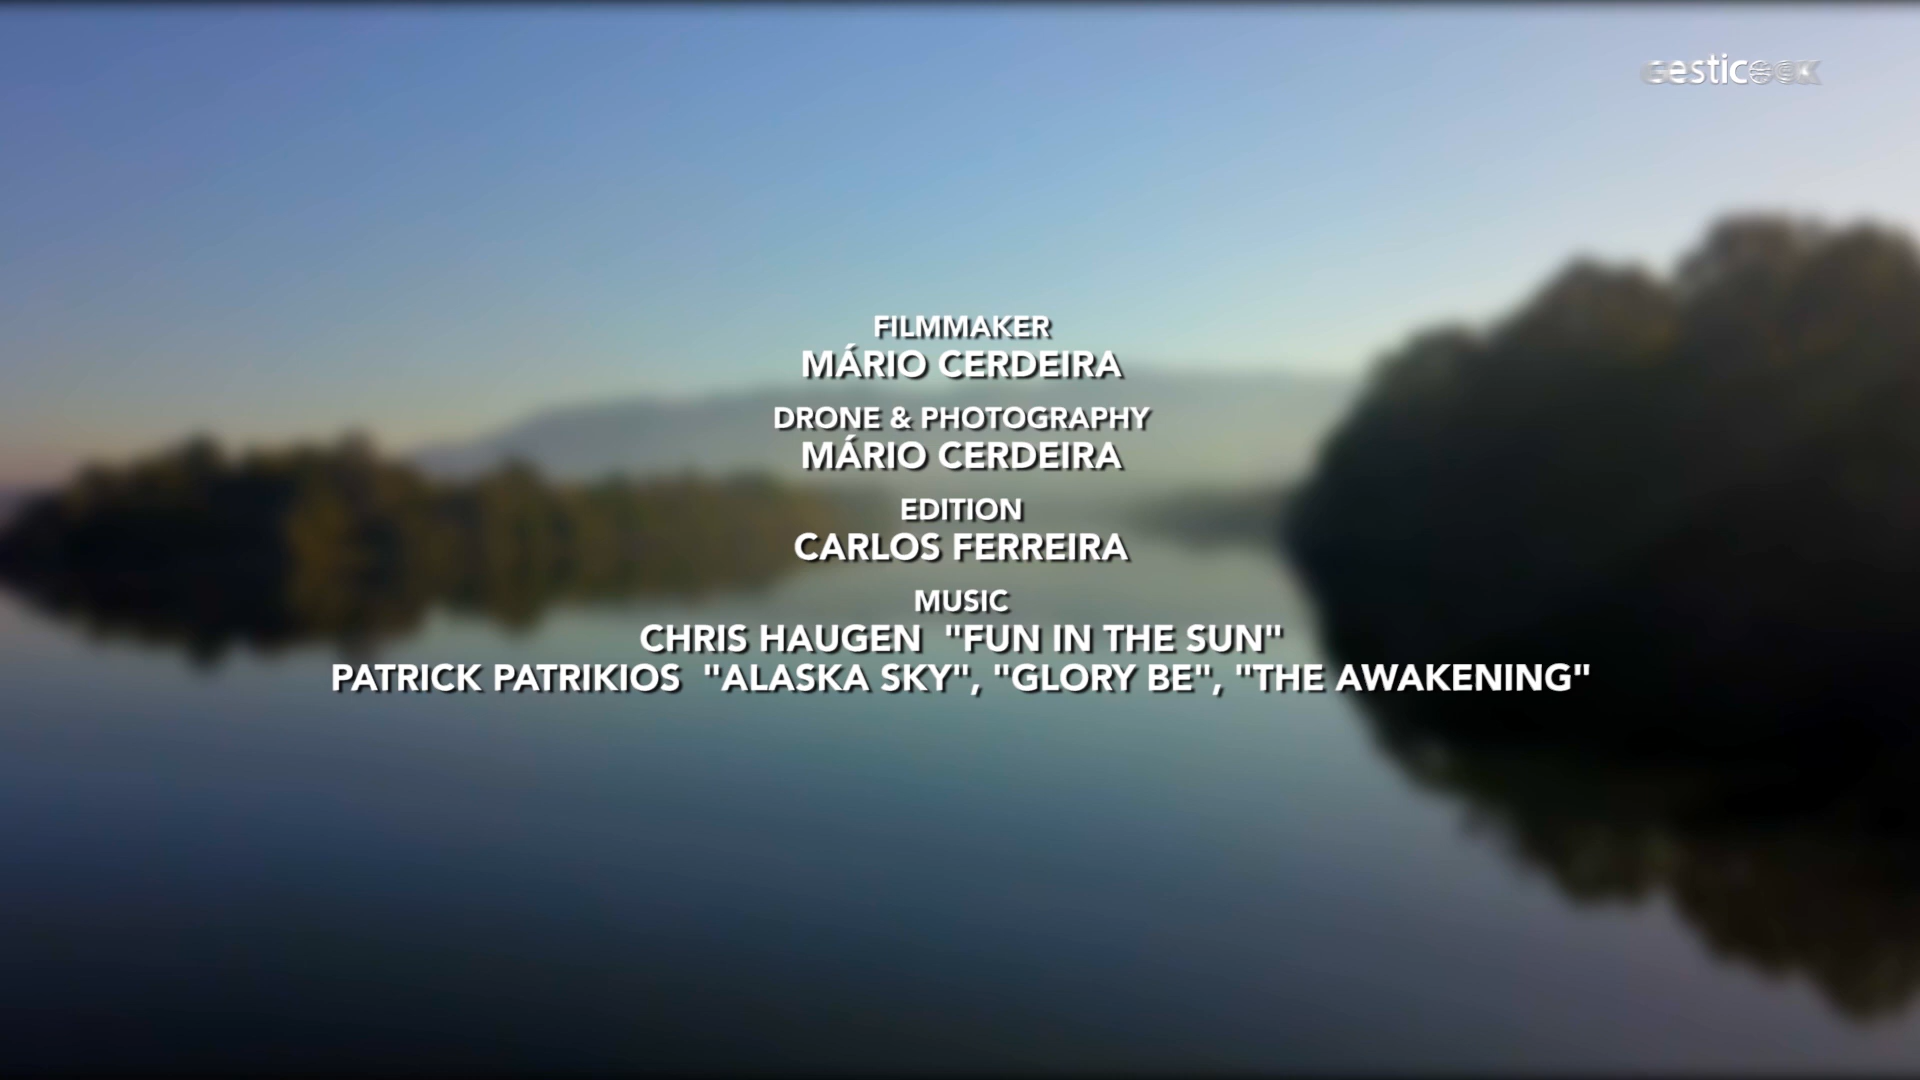 Gesticook
FILMMAKER
MÁRIO CERDEIRA
DRONE & PHOTOGRAPHY
MÁRIO CERDEIRA
EDITION
CARLOS FERREIRA
MUSIC
CHRIS HAUGEN "FUN IN THE SUN"
PATRICK PATRIKIOS "ALASKA SKY", "GLORY BE", "THE AWAKENING"